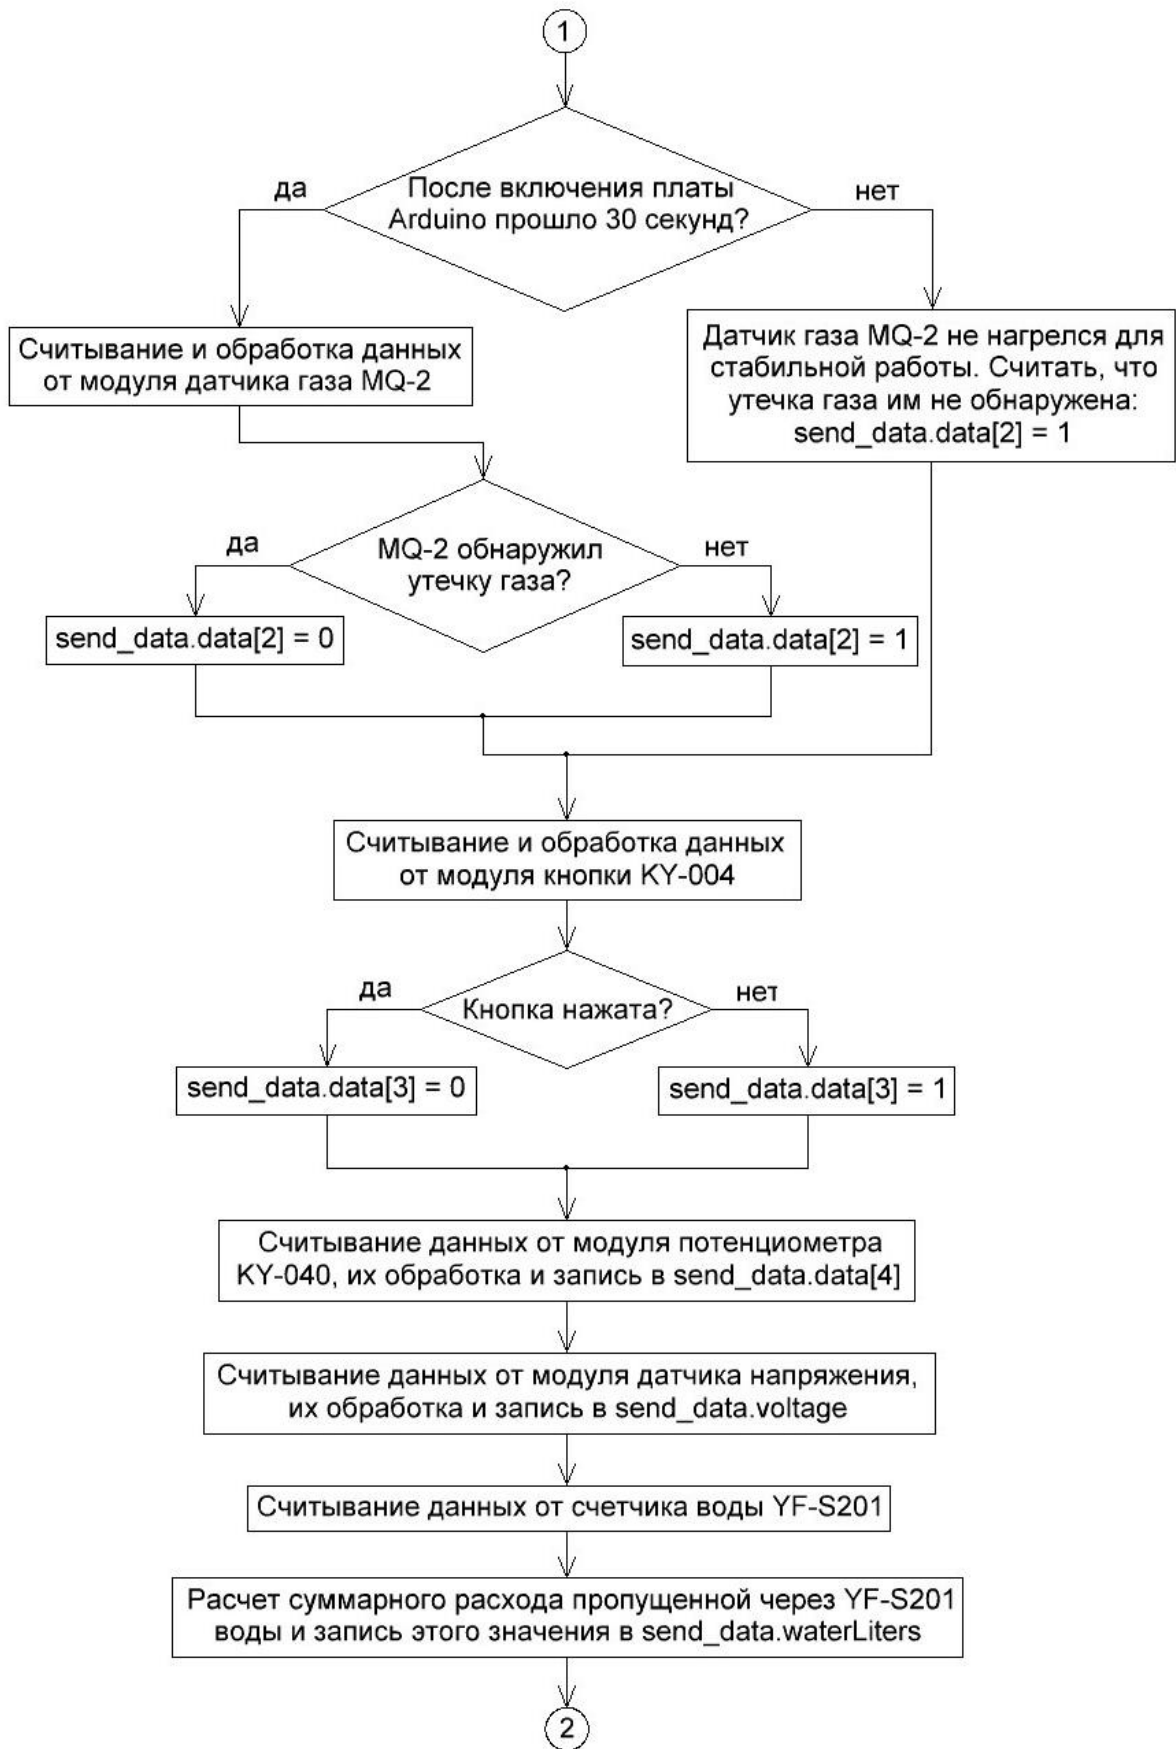 1
После включения платы
Arduino прошло 30 секунд?
да
нет
Считывание и обработка данных
от модуля датчика газа MQ-2
Датчик газа MQ-2 не нагрелся для
стабильной работы. Считать, что
утечка газа им не обнаружена:
send_data.data[2] = 1
MQ-2 обнаружил
утечку газа?
да
нет
send_data.data[2] = 0
send_data.data[2] = 1
Считывание и обработка данных
от модуля кнопки KY-004
Кнопка нажата?
да
нет
send_data.data[3] = 0
send_data.data[3] = 1
Считывание данных от модуля потенциометра
KY-040, их обработка и запись в send_data.data[4]
Считывание данных от модуля датчика напряжения,
их обработка и запись в send_data.voltage
Считывание данных от счетчика воды YF-S201
Расчет суммарного расхода пропущенной через YF-S201
воды и запись этого значения в send_data.waterLiters
2